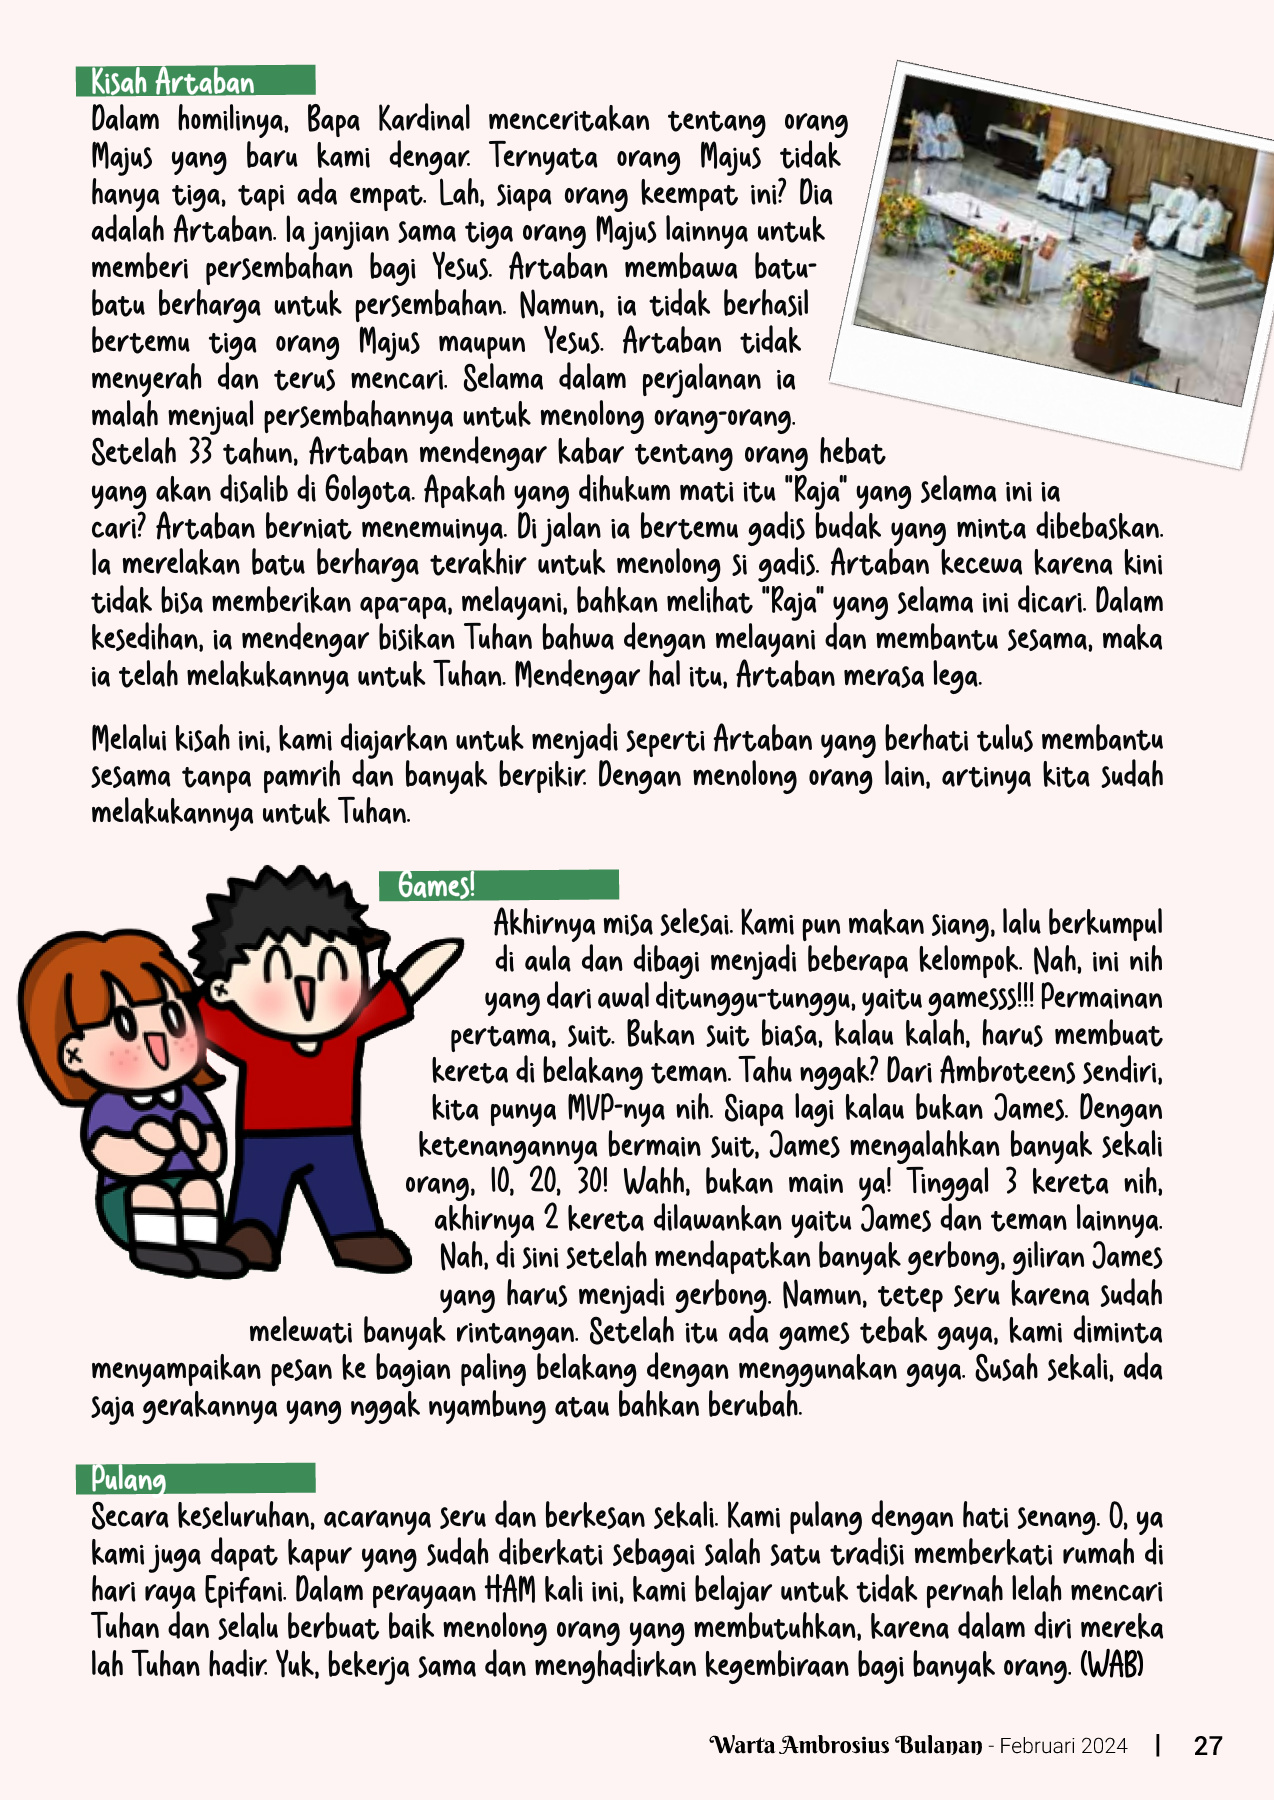 Kisah Artaban
Dalam homilinya, Bapa Kardinal menceritakan tentang orang
Majus yang baru kami dengar. Ternyata orang Majus tidak
hanya tiga, tapi ada empat. Lah, siapa orang keempat ini? Dia
adalah Artaban. Ia janjian sama tiga orang Majus lainnya untuk
memberi persembahan bagi Yesus. Artaban membawa batu-
batu berharga untuk persembahan. Namun, ia tidak berhasil
bertemu tiga orang Majus maupun Yesus. Artaban tidak
menyerah dan terus mencari. Selama dalam perjalanan ia
malah menjual persembahannya untuk menolong orang-orang.
Setelah 33 tahun, Artaban mendengar kabar tentang orang hebat
yang akan disalib di Golgota. Apakah yang dihukum mati itu "Raja" yang selama ini ia
cari? Artaban berniat menemuinya. Di jalan ia bertemu gadis budak yang minta dibebaskan.
Ia merelakan batu berharga terakhir untuk menolong si gadis. Artaban kecewa karena kini
tidak bisa memberikan apa-apa, melayani, bahkan melihat "Raja" yang selama ini dicari. Dalam
kesedihan, ia mendengar bisikan Tuhan bahwa dengan melayani dan membantu sesama, maka
ia telah melakukannya untuk Tuhan. Mendengar hal itu, Artaban merasa lega.
Melalui kisah ini, kami diajarkan untuk menjadi seperti Artaban yang berhati tulus membantu
sesama tanpa pamrih dan banyak berpikir. Dengan menolong orang lain, artinya kita sudah
melakukannya untuk Tuhan.
Games!
Akhirnya misa selesai. Kami pun makan siang, lalu berkumpul
di aula dan dibagi menjadi beberapa kelompok. Nah, ini nih
yang dari awal ditunggu-tunggu, yaitu gamesss!!! Permainan
pertama, suit. Bukan suit biasa, kalau kalah, harus membuat
kereta di belakang teman. Tahu nggak? Dari Ambroteens sendiri,
kita punya MVP-nya nih. Siapa lagi kalau bukan James. Dengan
ketenangannya bermain suit, James mengalahkan banyak sekali
orang, 10, 20, 30! Wahh, bukan main ya! Tinggal 3 kereta nih,
akhirnya 2 kereta dilawankan yaitu James dan teman lainnya.
Nah, di sini setelah mendapatkan banyak gerbong, giliran James
yang harus menjadi gerbong. Namun, tetep seru karena sudah
melewati banyak rintangan. Setelah itu ada games tebak gaya, kami diminta
menyampaikan pesan ke bagian paling belakang dengan menggunakan gaya. Susah sekali, ada
saja gerakannya yang nggak nyambung atau bahkan berubah.
Pulang
Secara keseluruhan, acaranya seru dan berkesan sekali. Kami pulang dengan hati senang. O, ya
kami juga dapat kapur yang sudah diberkati sebagai salah satu tradisi memberkati rumah di
hari raya Epifani. Dalam perayaan HAM kali ini, kami belajar untuk tidak pernah lelah mencari
Tuhan dan selalu berbuat baik menolong orang yang membutuhkan, karena dalam diri mereka
lah Tuhan hadir. Yuk, bekerja sama dan menghadirkan kegembiraan bagi banyak orang. (WAB)
Warta Ambrosius Bulanan - Februari 2024 | 27